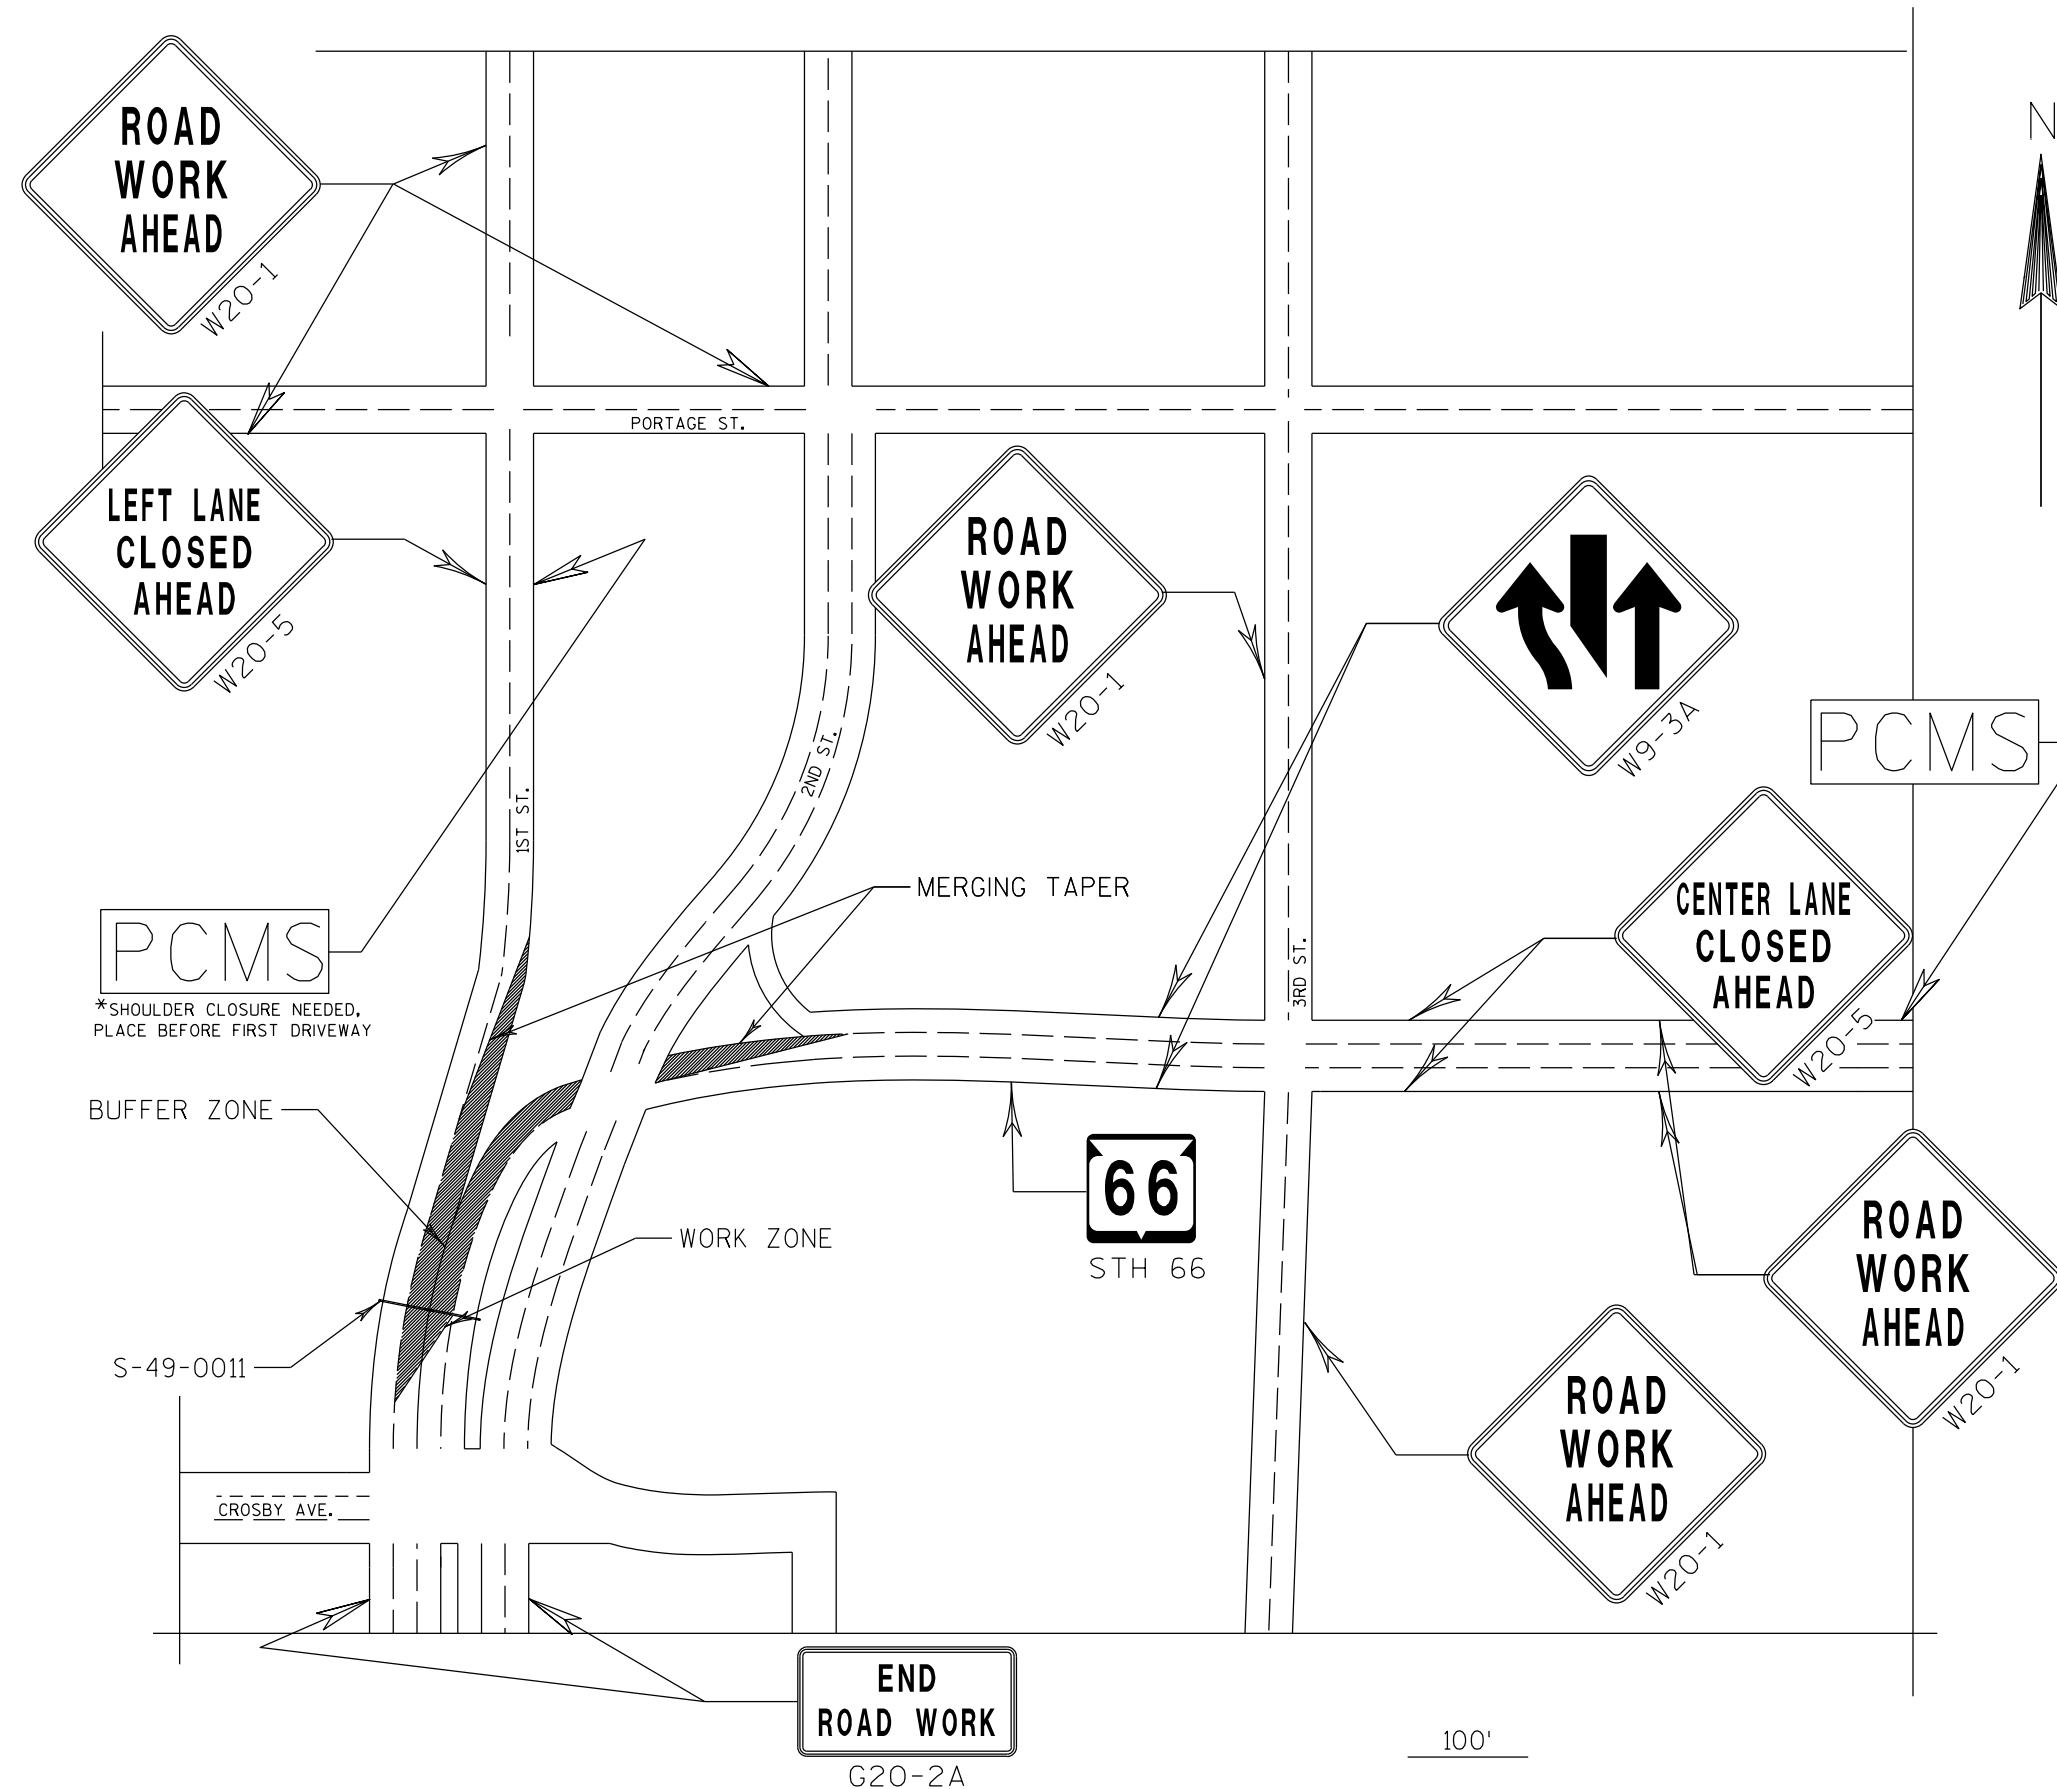 ROAD
WORK
AHEAD
W20-1
N
PORTAGE ST.
LEFT LANE
CLOSED
AHEAD
W20-5
ROAD
WORK
AHEAD
W20-1
W9-3A
PCMS
2ND ST.
1ST ST.
MERGING TAPER
CENTER LANE
CLOSED
AHEAD
W20-5
PCMS
*SHOULDER CLOSURE NEEDED,
PLACE BEFORE FIRST DRIVEWAY
3RD ST.
BUFFER ZONE
66
STH 66
WORK ZONE
ROAD
WORK
AHEAD
W20-1
S-49-0011
ROAD
WORK
AHEAD
W20-1
CROSBY AVE.
END
ROAD WORK
G20-2A
100'